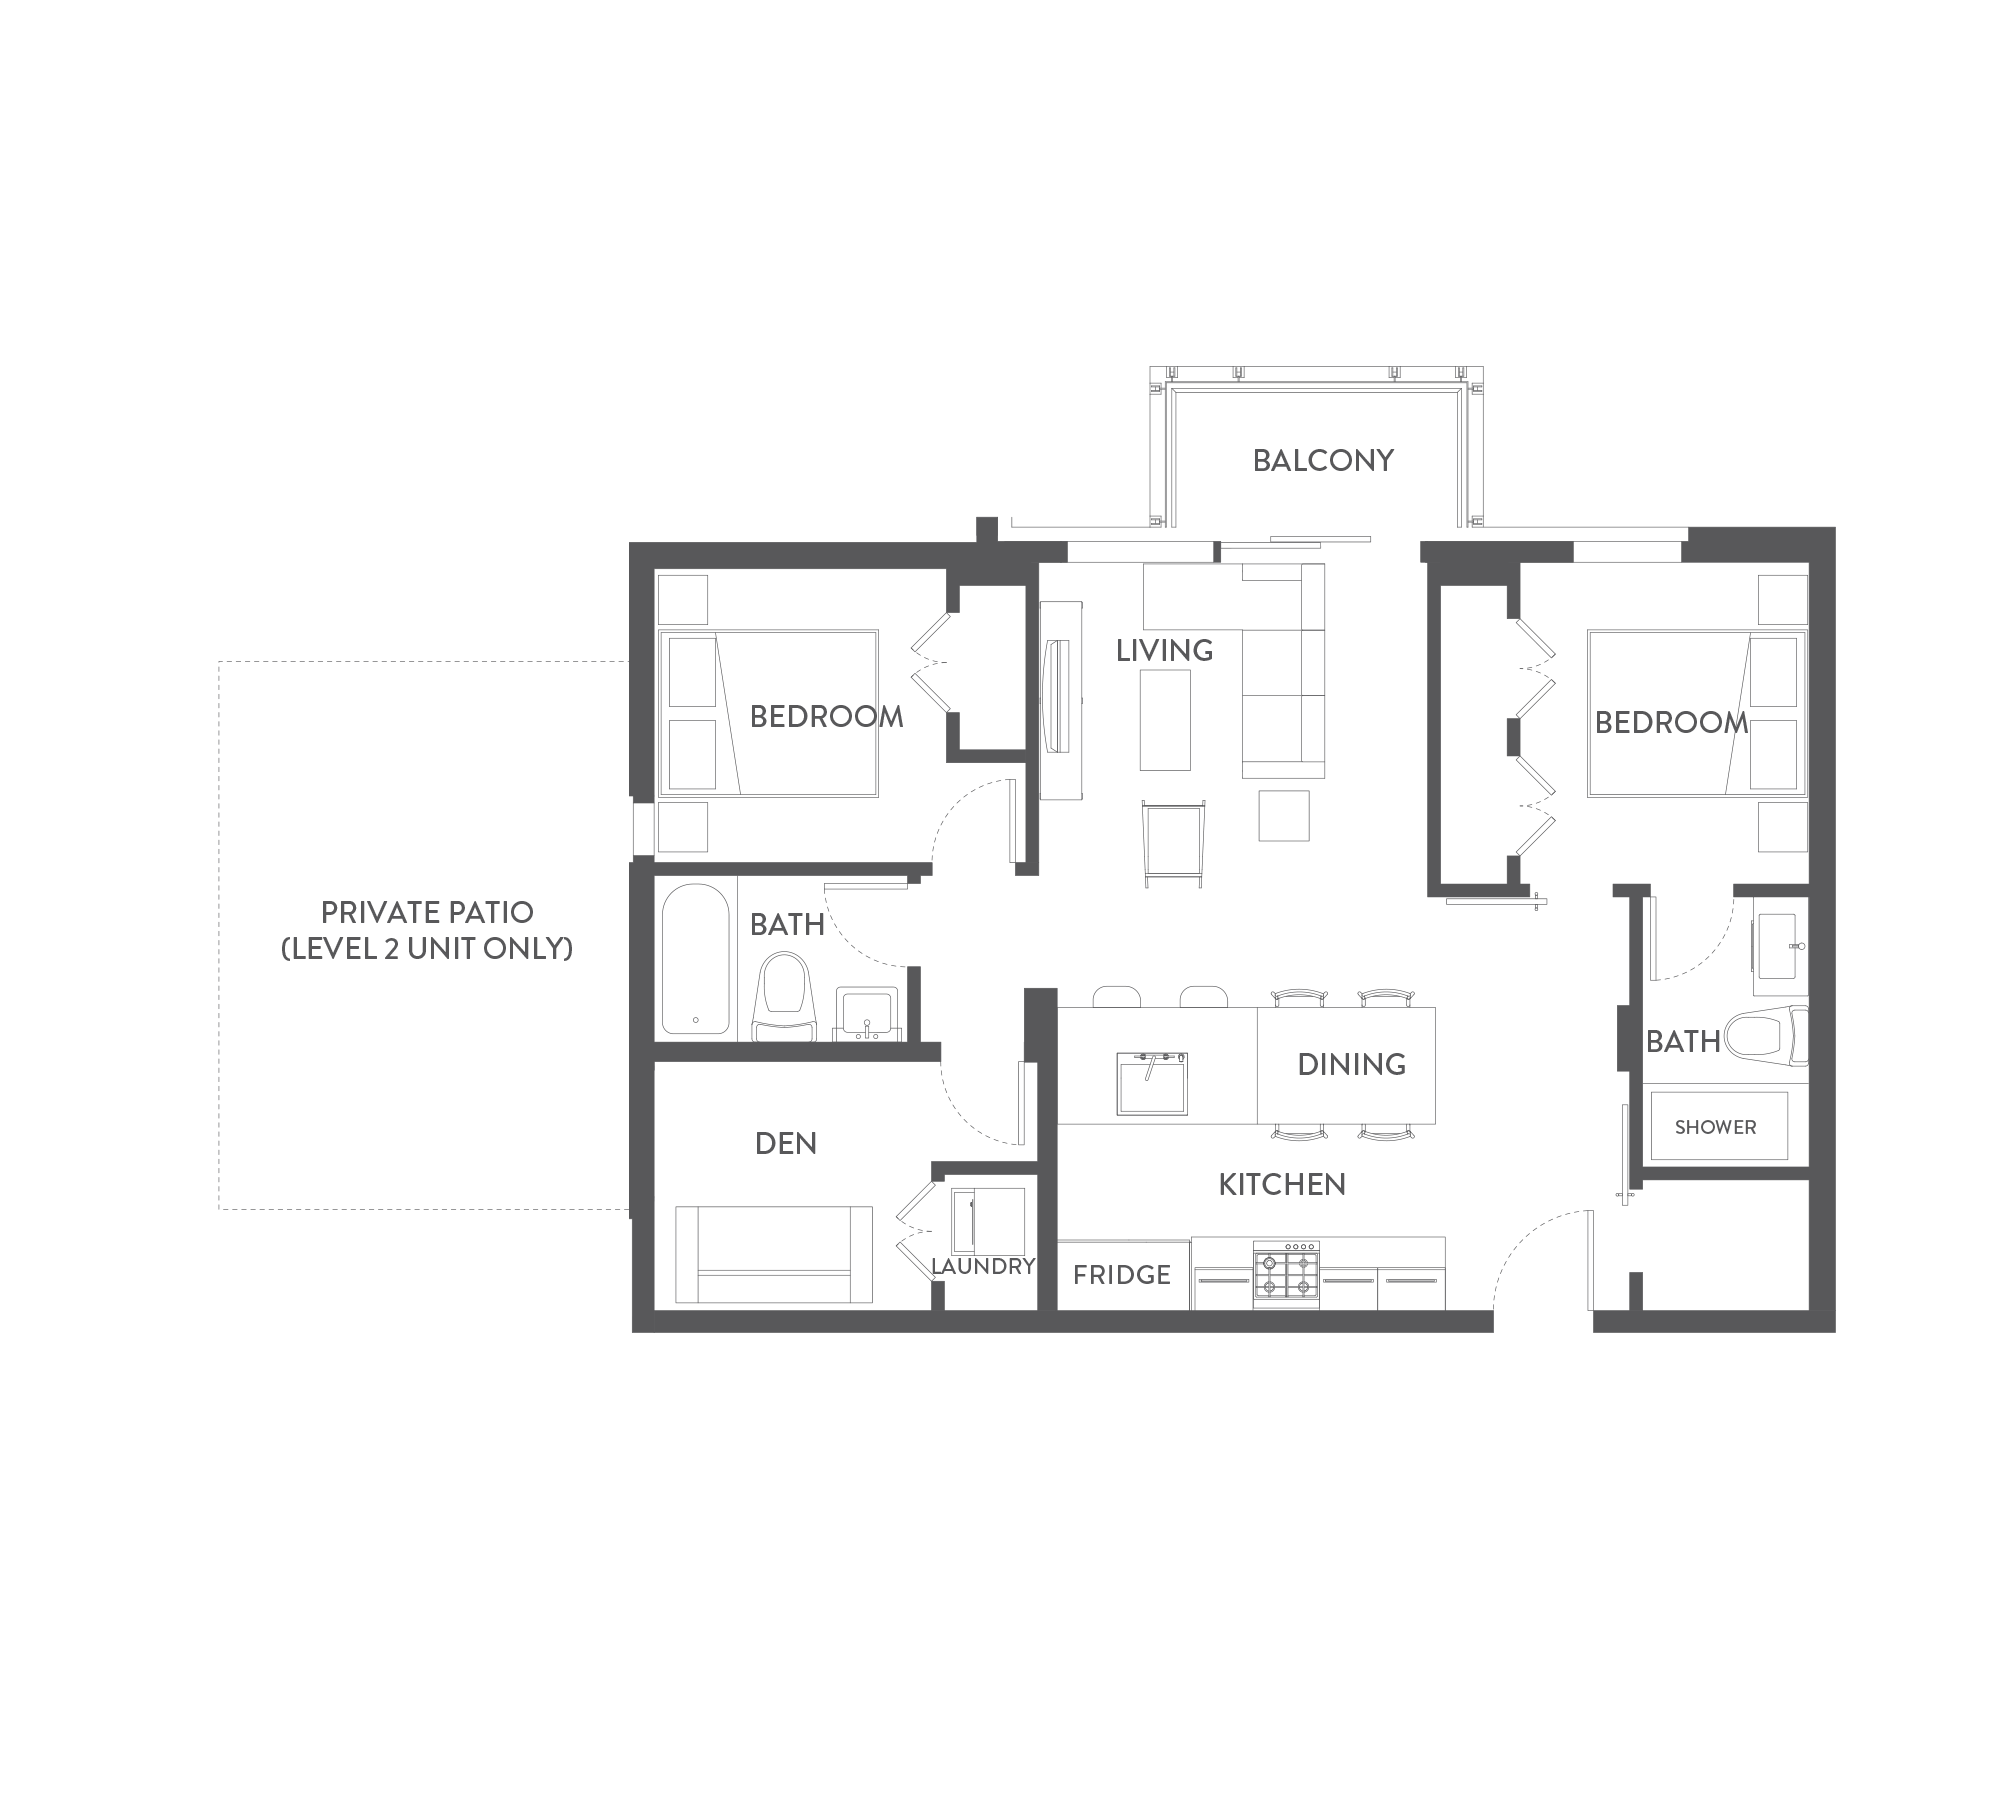 BALCONY
LIVING
BEDROOM
BEDROOM
PRIVATE PATIO
(LEVEL 2 UNIT ONLY)
BATH
BATH
DINING
DEN
SHOWER
KITCHEN
LAUNDRY
FRIDGE